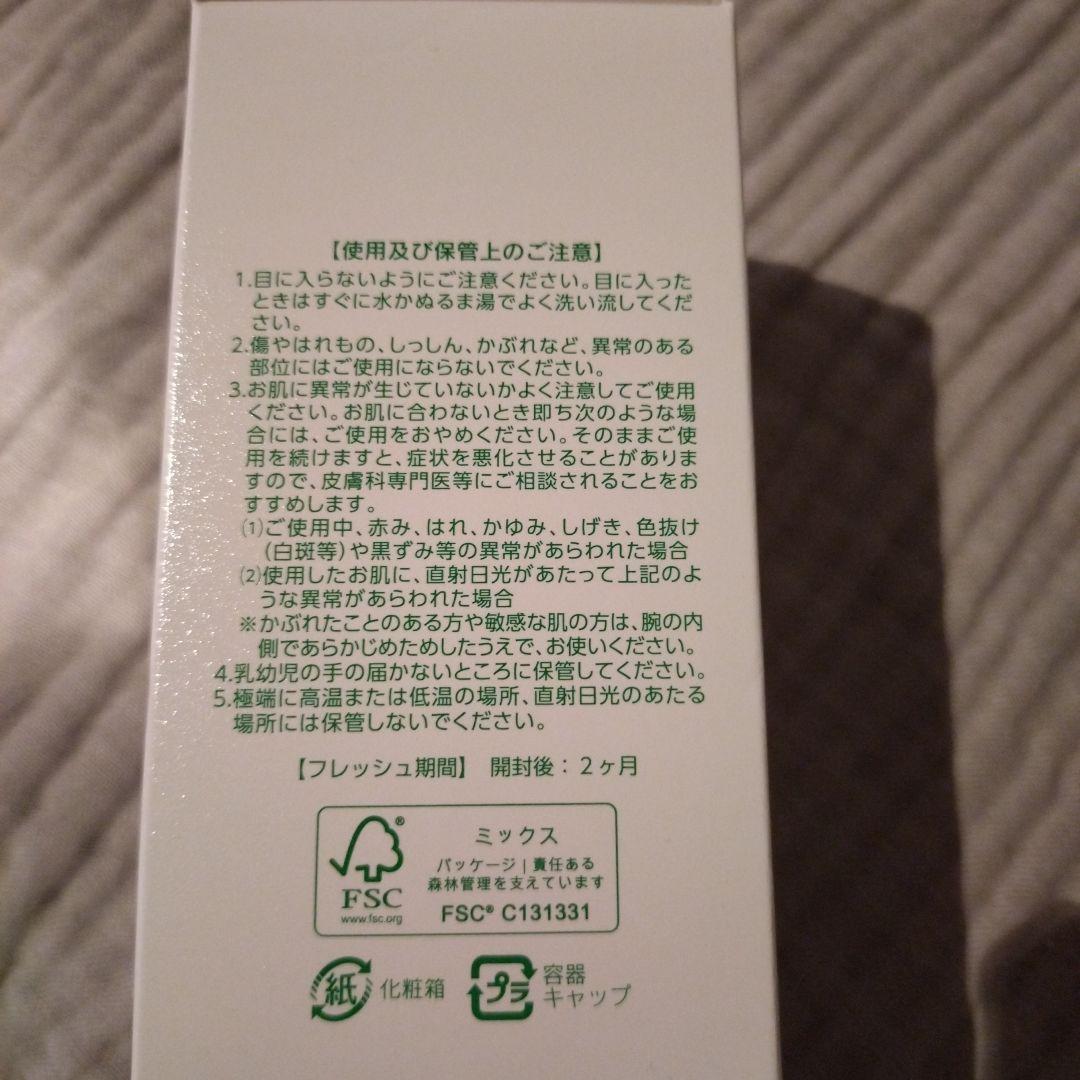 【使用及び保管上のご注意】
1.目に入らないようにご注意ください。目に入った
ときはすぐに水かぬるま湯でよく洗い流してくだ
さい。
2.傷やはれもの、しっしん、かぶれなど、異常のある
部位にはご使用にならないでください。
3.お肌に異常が生じていないかよく注意してご使用
ください。お肌に合わないとき即ち次のような場
合には、ご使用をおやめください。そのままご使
用を続けますと、症状を悪化させることがありま
すので、皮膚科専門医等にご相談されることをお
すすめします。
⑴ご使用中、赤み、はれ、かゆみ、しげき、色抜け
(白斑等)や黒ずみ等の異常があらわれた場合
⑵使用したお肌に、直射日光があたって上記のよ
うな異常があらわれた場合
※かぶれたことのある方や敏感な肌の方は、腕の内
側であらかじめためしたうえで、お使いください。
4.乳幼児の手の届かないところに保管してください。
5.極端に高温または低温の場所、直射日光のあたる
場所には保管しないでください。
【フレッシュ期間】 開封後：2ヶ月
FSC®
www.fsc.org
ミックス
パッケージ|責任ある
森林管理を支えています
FSC® C131331
紙 化粧箱
プラ 容器
キャップ